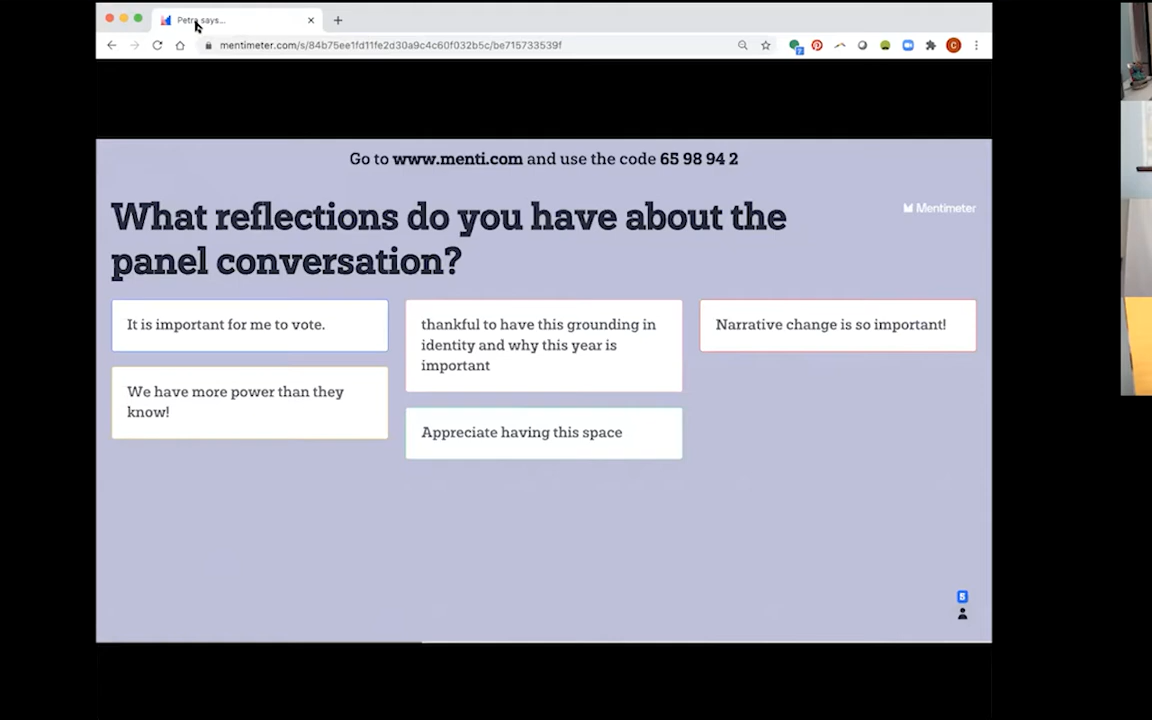 Petra says...
mentimeter.com/s/84b75ee1fd11fe2d30a9c4c60f032b5c/be715733539f
C
Go to www.menti.com and use the code 65 98 94 2
What reflections do you have about the
panel conversation?
Mentimeter
It is important for me to vote.
We have more power than they
know!
thankful to have this grounding in
identity and why this year is
important
Appreciate having this space
Narrative change is so important!
5